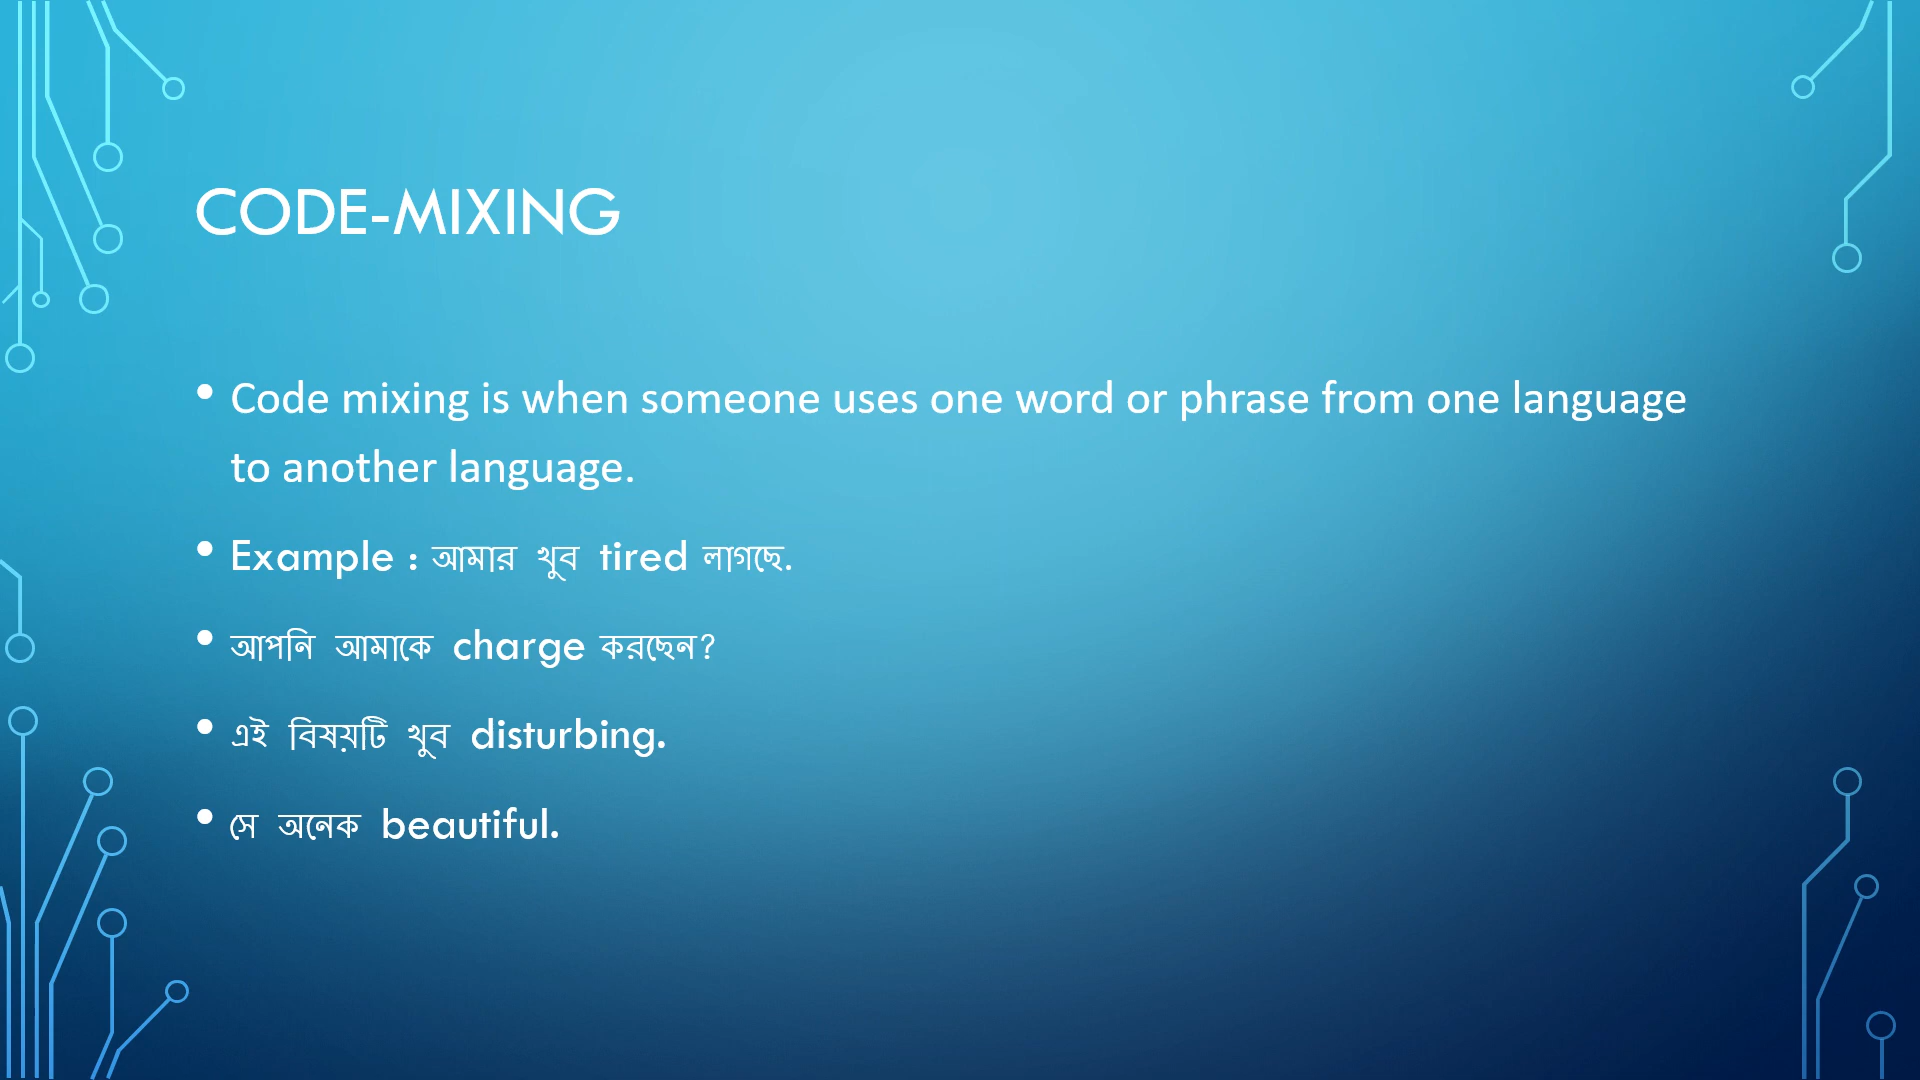 CODE-MIXING
• Code mixing is when someone uses one word or phrase from one language
to another language.
• Example : আমার খুব tired লাগছে.
• আপনি আমাকে charge করছেন?
• এই বিষয়টি খুব disturbing.
• সে অনেক beautiful.